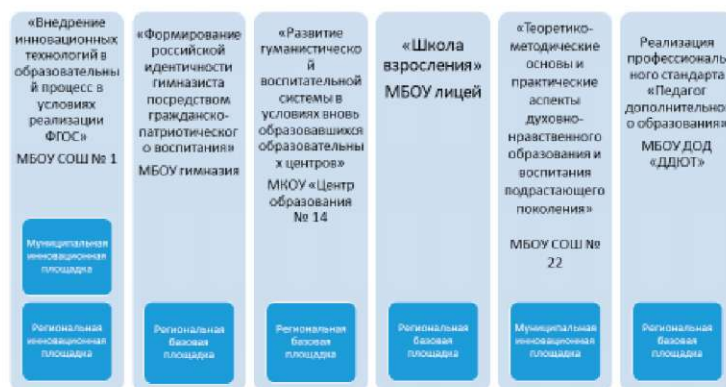 «Внедрение
инновационных
технологий в
образовательны
й процесс в
условиях
реализации
ФГОС»
МБОУ СОШ № 1
Муниципальная
инновационная
площадка
Региональная
инновационная
площадка
«Формирование
российской
идентичности
гимназиста
посредством
гражданско-
патриотическог
о воспитания»
МБОУ гимназия
Региональная
базовая
площадка
«Развитие
гуманистическо
й
воспитательной
системы в
условиях вновь
образовавшихся
образовательны
х центров»
МКОУ «Центр
образования
№ 14
Региональная
базовая
площадка
«Школа
взросления»
МБОУ лицей
Региональная
базовая
площадка
«Теоретико-
методические
основы и
практические
аспекты
духовно-
нравственного
образования и
воспитания
подрастающего
поколения»
МБОУ СОШ №
22
Муниципальная
инновационная
площадка
Реализация
профессиональ
ного стандарта
«Педагог
дополнительно
о образования»
МБОУ ДОД
«ДДЮТ»
Региональная
базовая
площадка